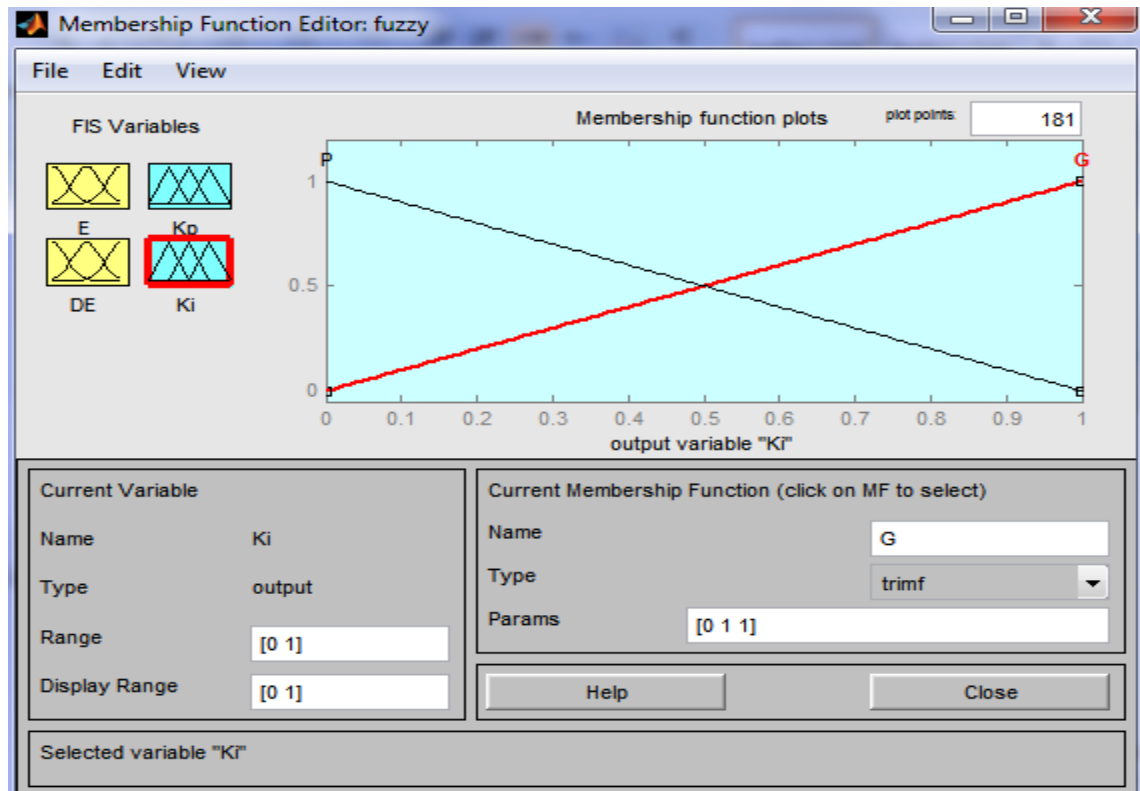 Membership Function Editor: fuzzy
File Edit View
FIS Variables
E
Kp
DE
Ki
Membership function plots
plot points:
181
P
G
1
0.5
0
0 0.1 0.2 0.3 0.4 0.5 0.6 0.7 0.8 0.9 1
output variable "Ki"
Current Variable
Name Ki
Type output
Range [0 1]
Display Range [0 1]
Current Membership Function (click on MF to select)
Name G
Type trimf
Params [0 1 1]
Help
Close
Selected variable "Ki"